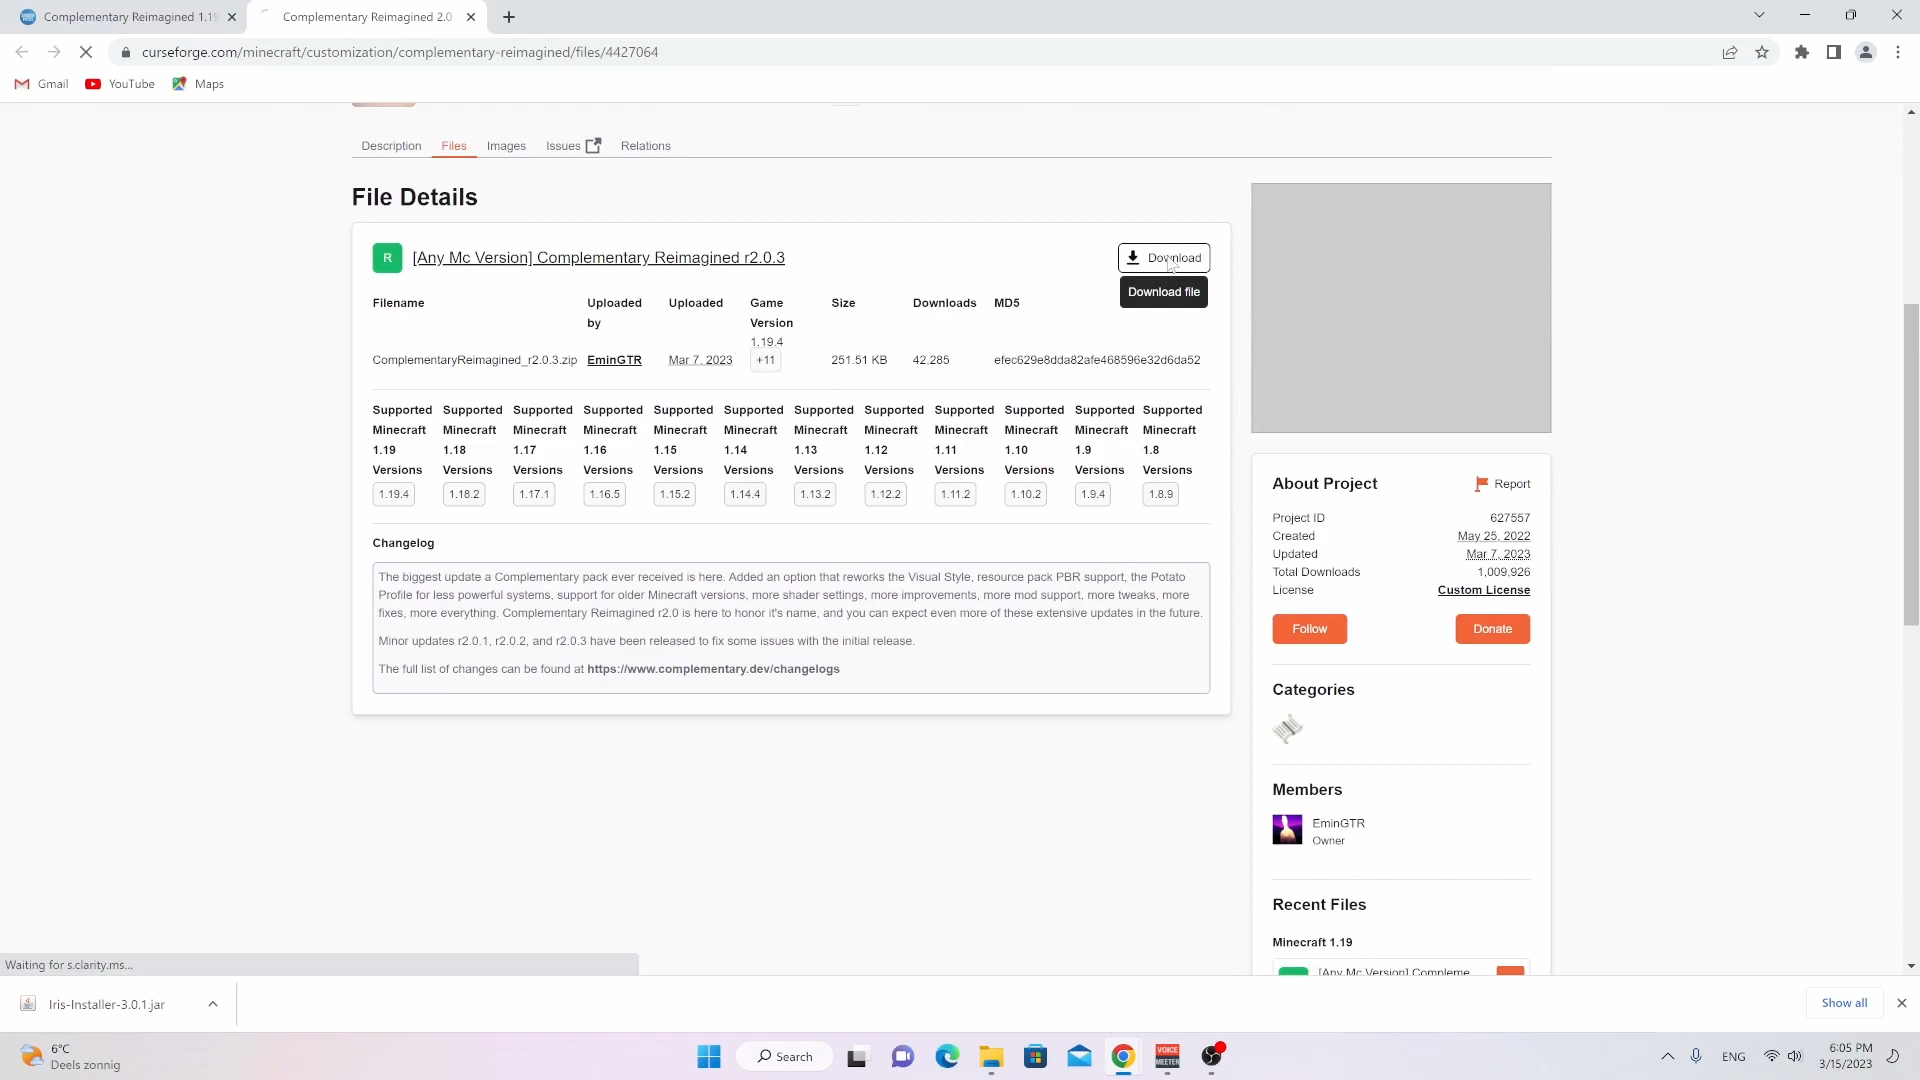 Complementary Reimagined 1.19
Complementary Reimagined 2.0
curseforge.com/minecraft/customization/complementary-reimagined/files/4427064
Gmail
YouTube
Maps
Description
Files
Images
Issues
Relations
File Details
R
[Any Mc Version] Complementary Reimagined r2.0.3
Download
Download file
Filename
Uploaded by
Uploaded
Game Version
Size
Downloads
MD5
ComplementaryReimagined_r2.0.3.zip
EminGTR
Mar 7, 2023
1.19.4
+11
251.51 KB
42,285
efec629e8dda82afe468596e32d6da52
Supported Minecraft 1.19 Versions
1.19.4
Supported Minecraft 1.18 Versions
1.18.2
Supported Minecraft 1.17 Versions
1.17.1
Supported Minecraft 1.16 Versions
1.16.5
Supported Minecraft 1.15 Versions
1.15.2
Supported Minecraft 1.14 Versions
1.14.4
Supported Minecraft 1.13 Versions
1.13.2
Supported Minecraft 1.12 Versions
1.12.2
Supported Minecraft 1.11 Versions
1.11.2
Supported Minecraft 1.10 Versions
1.10.2
Supported Minecraft 1.9 Versions
1.9.4
Supported Minecraft 1.8 Versions
1.8.9
Changelog
The biggest update a Complementary pack ever received is here. Added an option that reworks the Visual Style, resource pack PBR support, the Potato
Profile for less powerful systems, support for older Minecraft versions, more shader settings, more improvements, more mod support, more tweaks, more
fixes, more everything. Complementary Reimagined r2.0 is here to honor it's name, and you can expect even more of these extensive updates in the future.
Minor updates r2.0.1, r2.0.2, and r2.0.3 have been released to fix some issues with the initial release.
The full list of changes can be found at https://www.complementary.dev/changelogs
About Project
Report
Project ID 627557
Created May 25, 2022
Updated Mar 7, 2023
Total Downloads 1,009,926
License Custom License
Follow
Donate
Categories
Members
EminGTR
Owner
Recent Files
Minecraft 1.19
[Any Mc Version] Compleme
Waiting for s.clarity.ms...
Iris-Installer-3.0.1.jar
Show all
6°C
Deels zonnig
Search
VOICE MEETER
ENG
6:05 PM
3/15/2023